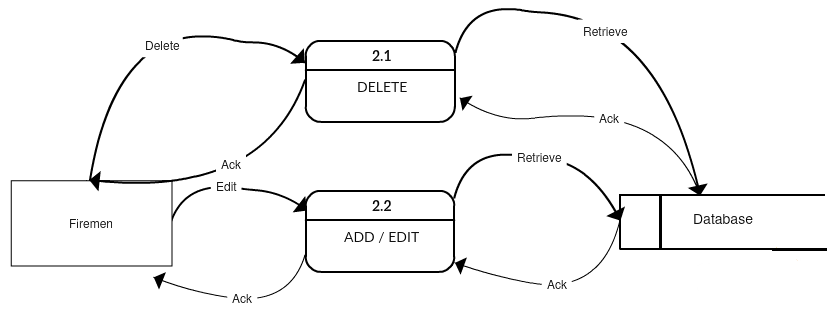 2.1
Retrieve
Delete
DELETE
Ack
Ack
Retrieve
Edit
2.2
Firemen
ADD / EDIT
Database
Ack
Ack